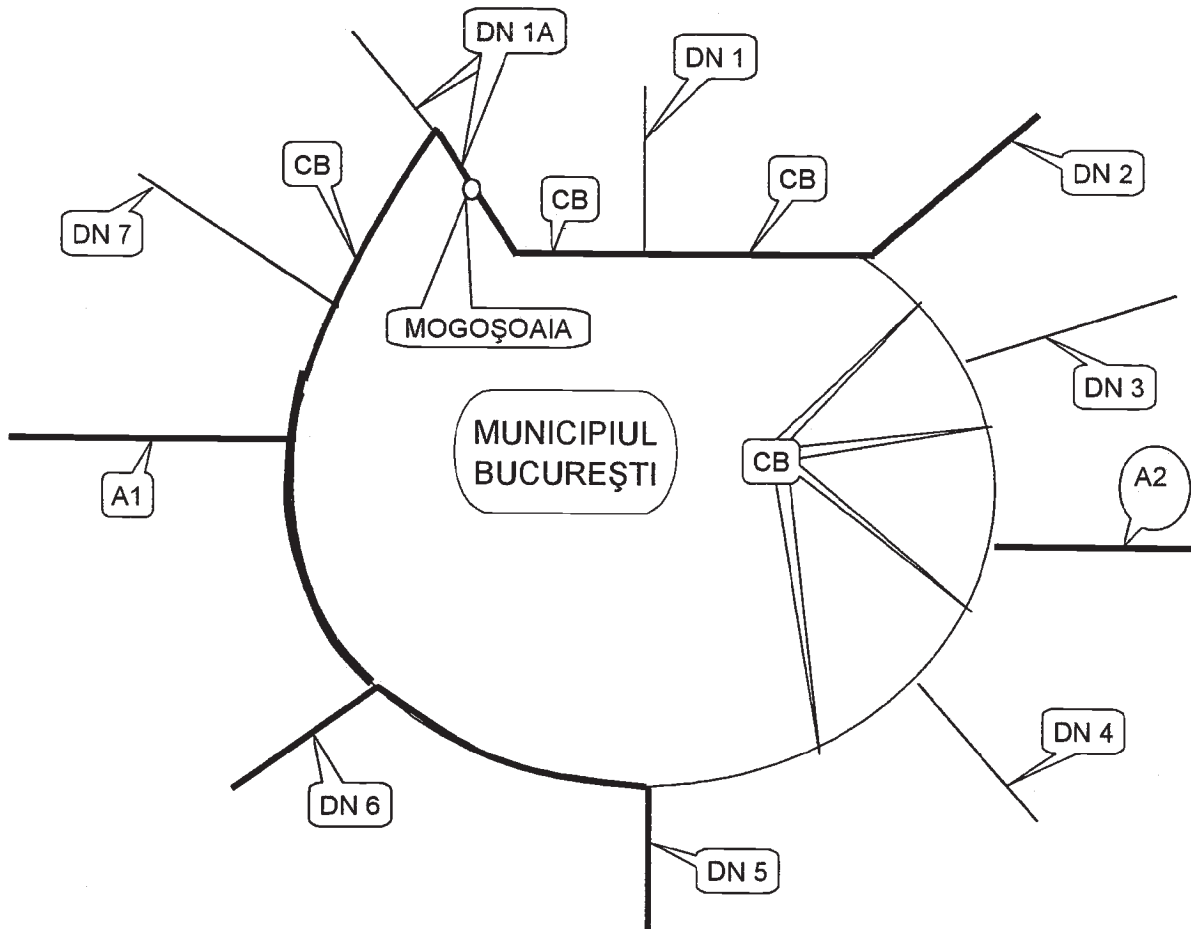 DN 1A
DN 1
CB
CB
CB
DN 2
DN 7
MOGOŞOAIA
DN 3
MUNICIPIUL
BUCUREŞTI
CB
A2
A1
DN 4
DN 6
DN 5